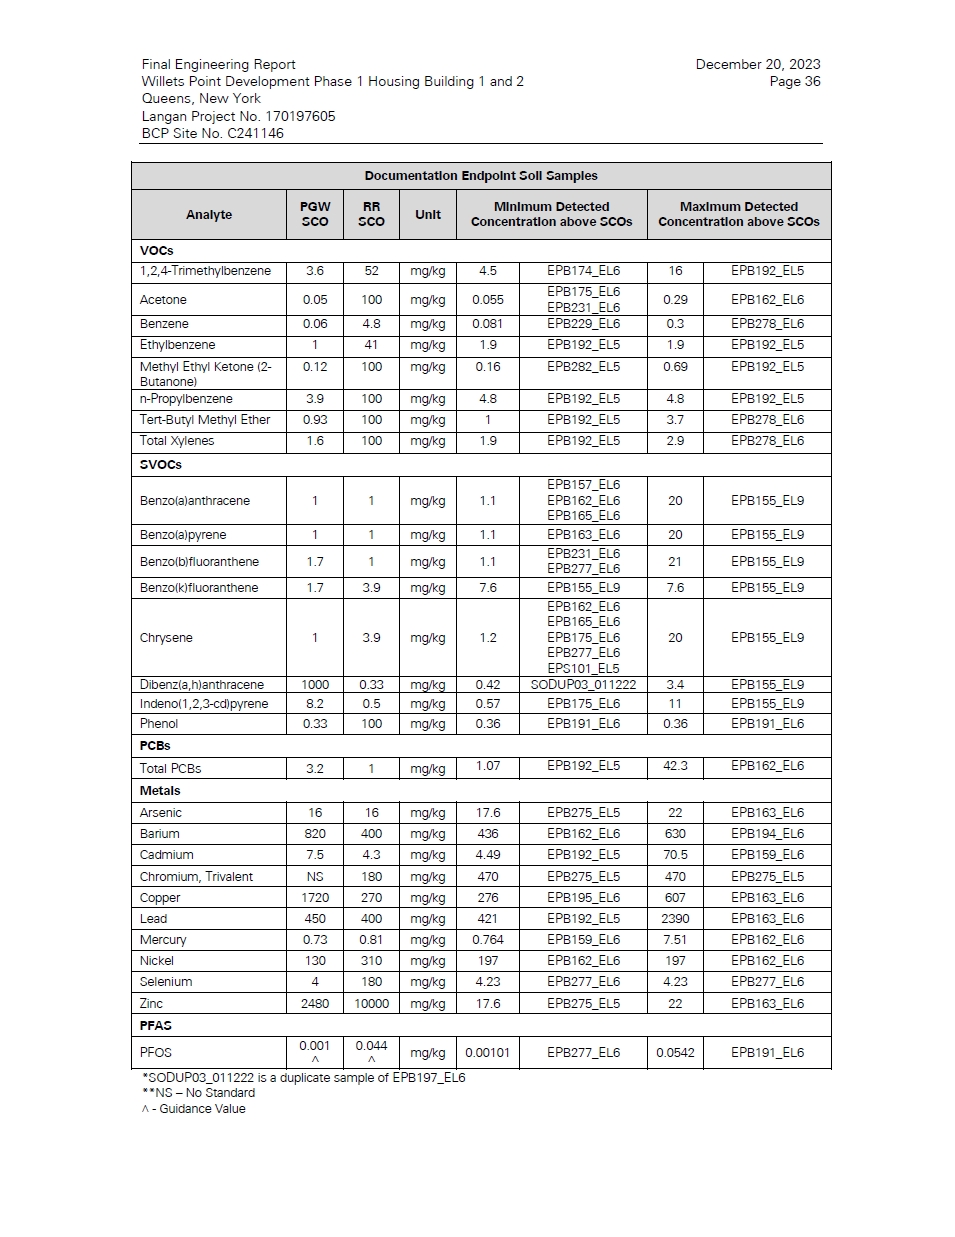 Final Engineering Report December 20, 2023
Willets Point Development Phase 1 Housing Building 1 and 2 Page 36
Queens, New York
Langan Project No. 170197605
BCP Site No. C241146
Documentation Endpoint Soil Samples
Analyte PGW SCO RR SCO Unit Minimum Detected Concentration above SCOs Maximum Detected Concentration above SCOs
VOCs
1,2,4-Trimethylbenzene 3.6 52 mg/kg 4.5 EPB174_EL6 16 EPB192_EL5
Acetone 0.05 100 mg/kg 0.055 EPB175_EL6 EPB231_EL6 0.29 EPB162_EL6
Benzene 0.06 4.8 mg/kg 0.081 EPB229_EL6 0.3 EPB278_EL6
Ethylbenzene 1 41 mg/kg 1.9 EPB192_EL5 1.9 EPB192_EL5
Methyl Ethyl Ketone (2-Butanone) 0.12 100 mg/kg 0.16 EPB282_EL5 0.69 EPB192_EL5
n-Propylbenzene 3.9 100 mg/kg 4.8 EPB192_EL5 4.8 EPB192_EL5
Tert-Butyl Methyl Ether 0.93 100 mg/kg 1 EPB192_EL5 3.7 EPB278_EL6
Total Xylenes 1.6 100 mg/kg 1.9 EPB192_EL5 2.9 EPB278_EL6
SVOCs
Benzo(a)anthracene 1 1 mg/kg 1.1 EPB157_EL6 EPB162_EL6 EPB165_EL6 20 EPB155_EL9
Benzo(a)pyrene 1 1 mg/kg 1.1 EPB163_EL6 20 EPB155_EL9
Benzo(b)fluoranthene 1.7 1 mg/kg 1.1 EPB231_EL6 EPB277_EL6 21 EPB155_EL9
Benzo(k)fluoranthene 1.7 3.9 mg/kg 7.6 EPB155_EL9 7.6 EPB155_EL9
Chrysene 1 3.9 mg/kg 1.2 EPB162_EL6 EPB165_EL6 EPB175_EL6 EPB277_EL6 EPS101_EL5 20 EPB155_EL9
Dibenz(a,h)anthracene 1000 0.33 mg/kg 0.42 SODUP03_011222 3.4 EPB155_EL9
Indeno(1,2,3-cd)pyrene 8.2 0.5 mg/kg 0.57 EPB175_EL6 11 EPB155_EL9
Phenol 0.33 100 mg/kg 0.36 EPB191_EL6 0.36 EPB191_EL6
PCBs
Total PCBs 3.2 1 mg/kg 1.07 EPB192_EL5 42.3 EPB162_EL6
Metals
Arsenic 16 16 mg/kg 17.6 EPB275_EL5 22 EPB163_EL6
Barium 820 400 mg/kg 436 EPB162_EL6 630 EPB194_EL6
Cadmium 7.5 4.3 mg/kg 4.49 EPB192_EL5 70.5 EPB159_EL6
Chromium, Trivalent NS 180 mg/kg 470 EPB275_EL5 470 EPB275_EL5
Copper 1720 270 mg/kg 276 EPB195_EL6 607 EPB163_EL6
Lead 450 400 mg/kg 421 EPB192_EL5 2390 EPB163_EL6
Mercury 0.73 0.81 mg/kg 0.764 EPB159_EL6 7.51 EPB162_EL6
Nickel 130 310 mg/kg 197 EPB162_EL6 197 EPB162_EL6
Selenium 4 180 mg/kg 4.23 EPB277_EL6 4.23 EPB277_EL6
Zinc 2480 10000 mg/kg 17.6 EPB275_EL5 22 EPB163_EL6
PFAS
PFOS 0.001 ^ 0.044 ^ mg/kg 0.00101 EPB277_EL6 0.0542 EPB191_EL6
*SODUP03_011222 is a duplicate sample of EPB197_EL6
**NS – No Standard
^ - Guidance Value